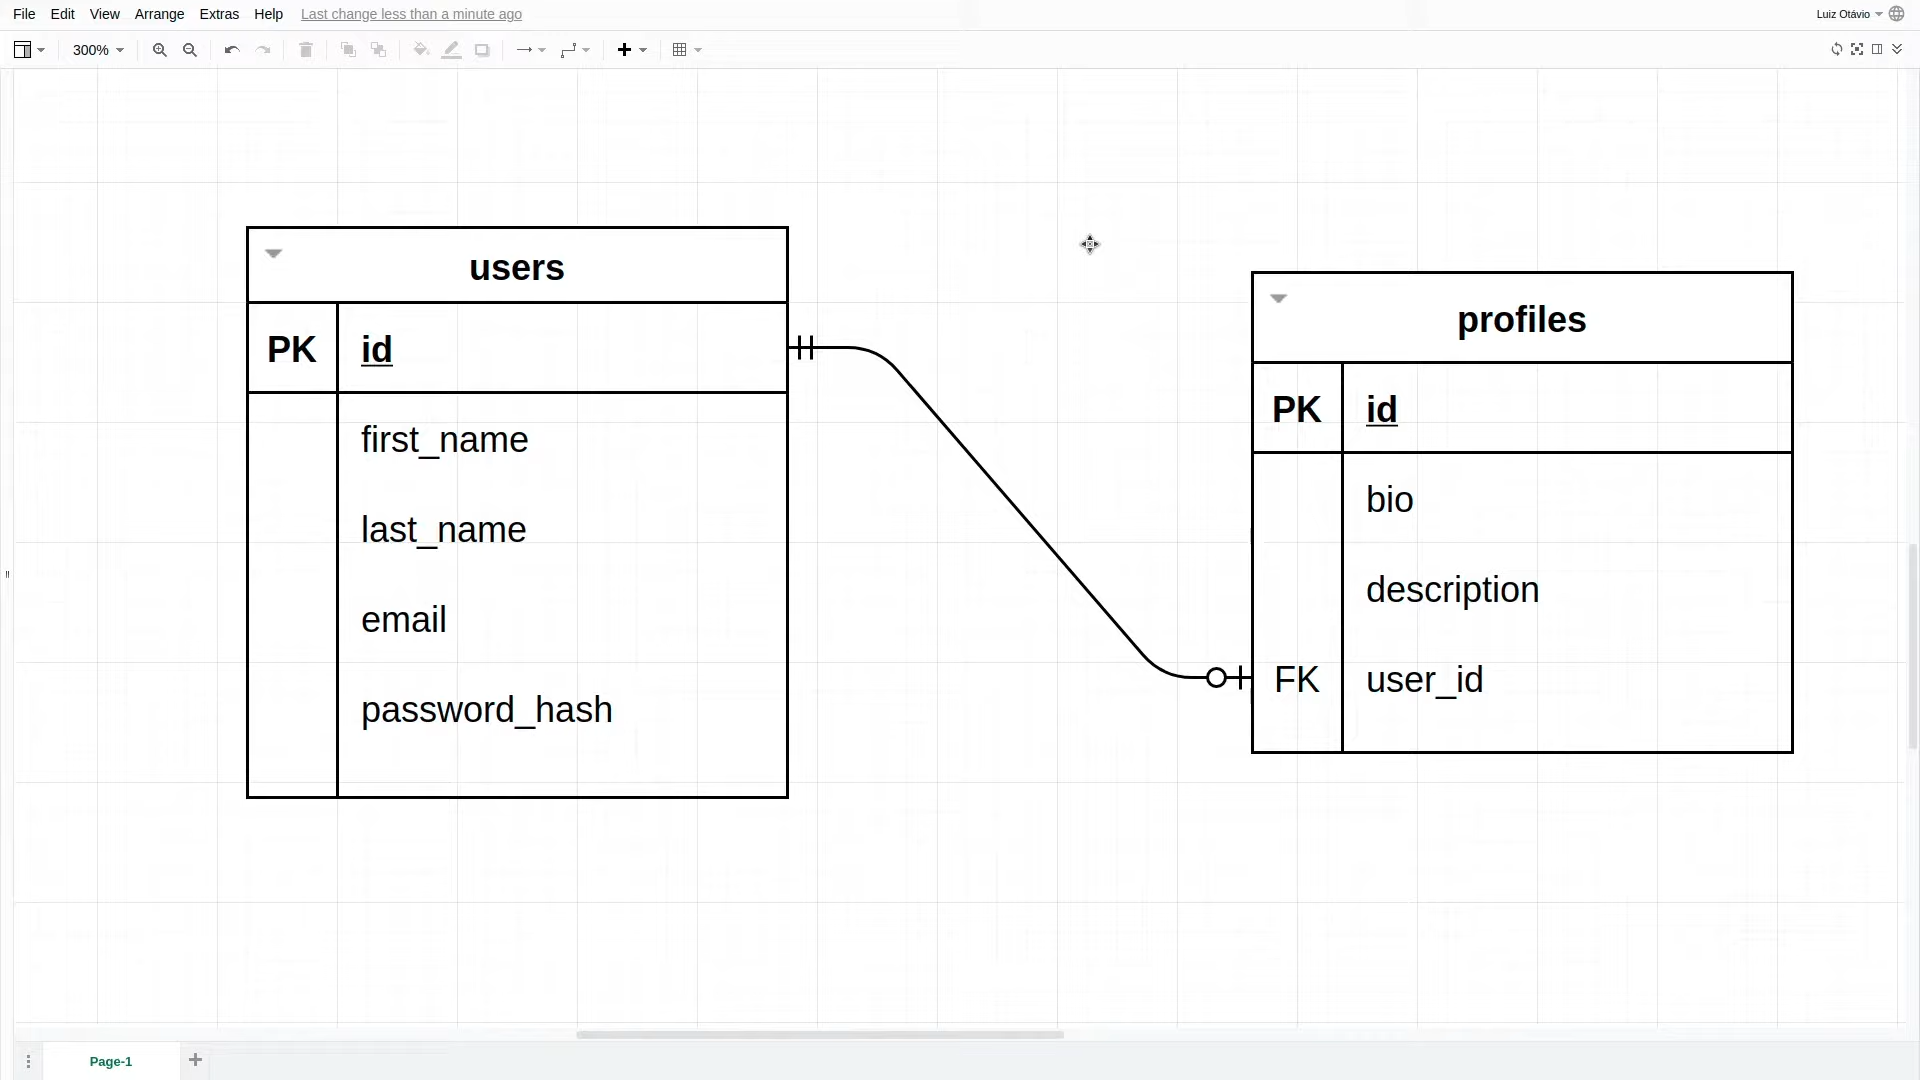 File Edit View Arrange Extras Help Last change less than a minute ago Luiz Otávio
300%
users
PK id
first_name
last_name
email
password_hash
profiles
PK id
bio
description
FK user_id
Page-1